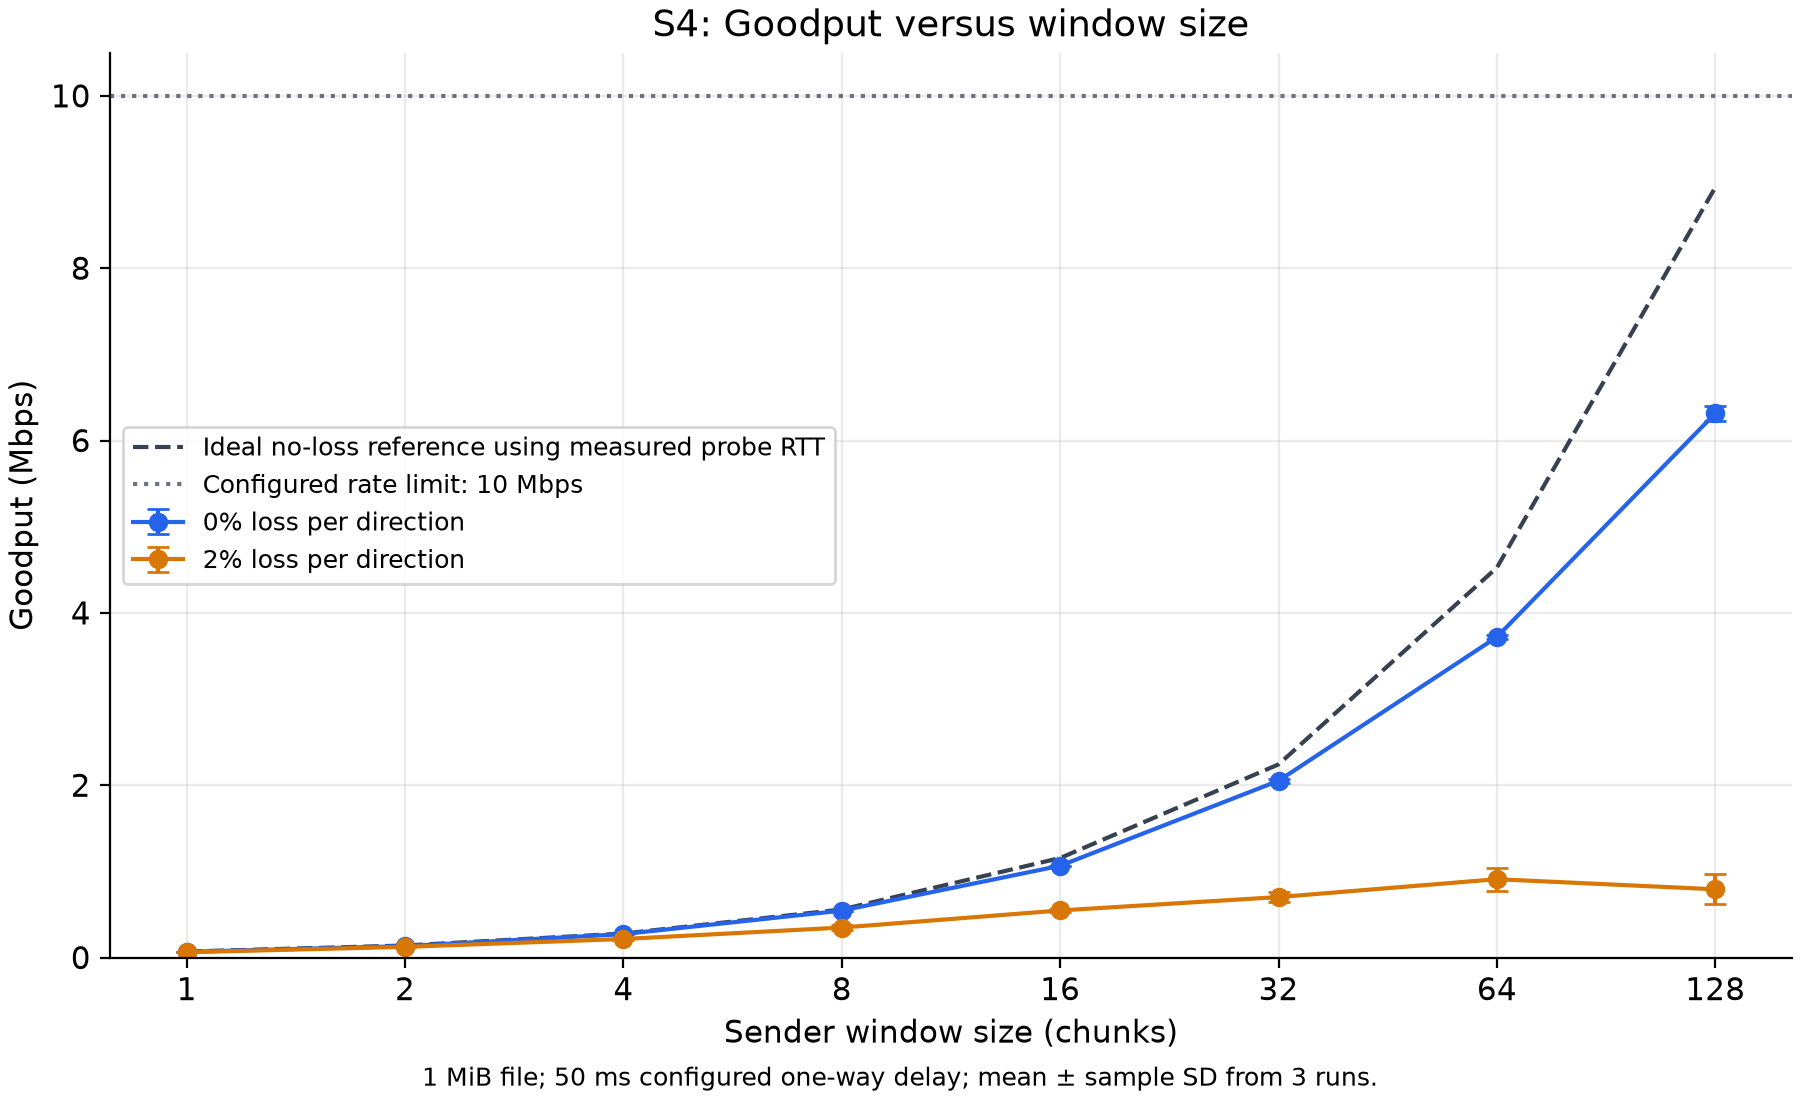 S4: Goodput versus window size
Goodput (Mbps)
10
8
6
4
2
0
Ideal no-loss reference using measured probe RTT
Configured rate limit: 10 Mbps
0% loss per direction
2% loss per direction
1 2 4 8 16 32 64 128
Sender window size (chunks)
1 MiB file; 50 ms configured one-way delay; mean ± sample SD from 3 runs.